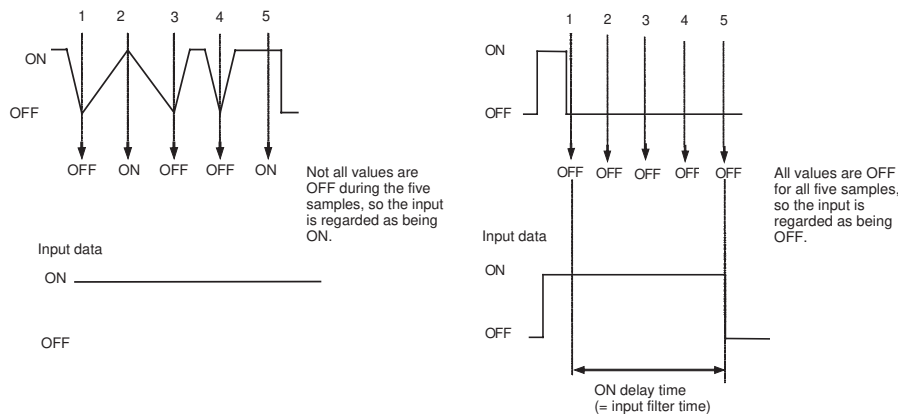 1 2 3 4 5
ON
OFF
OFF ON OFF OFF ON
Not all values are
OFF during the five
samples, so the input
is regarded as being
ON.
Input data
ON
OFF
1 2 3 4 5
ON
OFF
OFF OFF OFF OFF OFF
All values are OFF
for all five samples,
so the input is
regarded as being
OFF.
Input data
ON
OFF
ON delay time
(= input filter time)